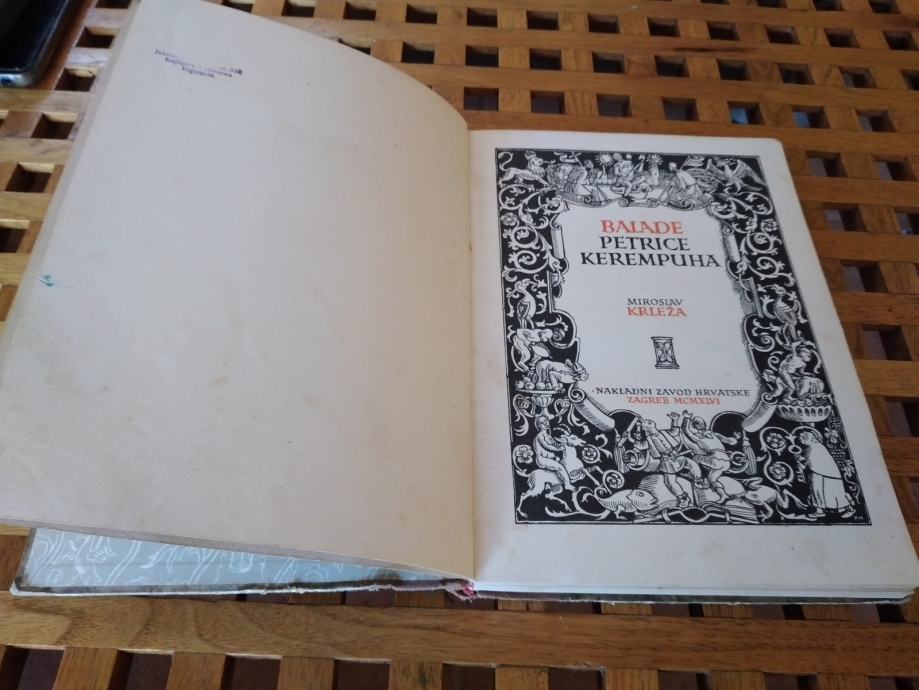 BALADE
PETRICE
KEREMPUHA
MIROSLAV
KRLEŽA
·NAKLADNI ZAVOD HRVATSKE
ZAGREB MCMXLVI